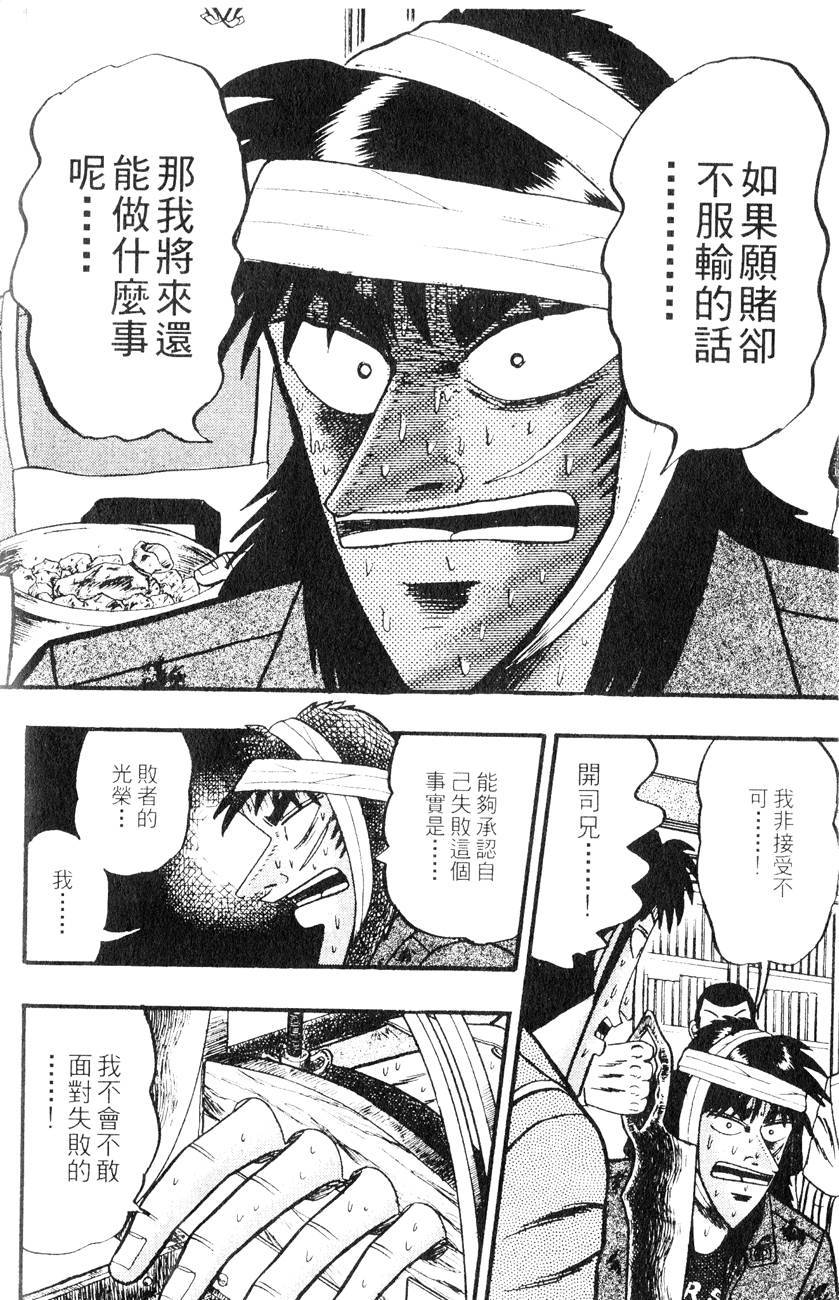 如果願賭卻
不服輸的話
⋯⋯⋯⋯
那我將來還
能做什麼事
呢⋯⋯
我非接受不
可⋯⋯!
開司兄⋯⋯!
能夠承認自
己失敗這個
事實是⋯⋯
敗者的
光榮⋯
我⋯⋯
我不會不敢
面對失敗的
⋯⋯!
R S